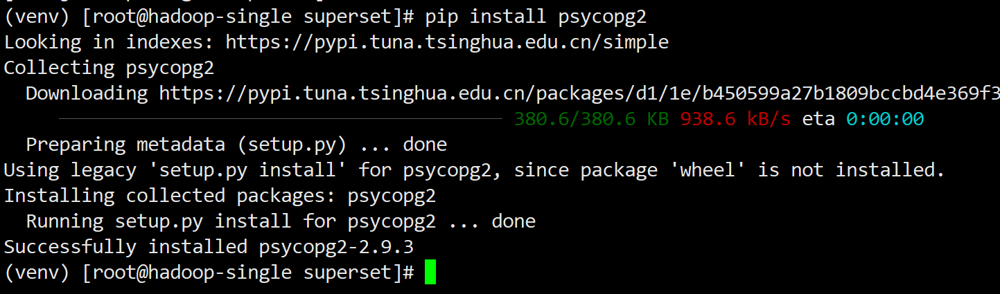 (venv) [root@hadoop-single superset]# pip install psycopg2
Looking in indexes: https://pypi.tuna.tsinghua.edu.cn/simple
Collecting psycopg2
  Downloading https://pypi.tuna.tsinghua.edu.cn/packages/d1/1e/b450599a27b1809bccbd4e369f3
380.6/380.6 KB 938.6 kB/s eta 0:00:00
  Preparing metadata (setup.py) ... done
Using legacy 'setup.py install' for psycopg2, since package 'wheel' is not installed.
Installing collected packages: psycopg2
  Running setup.py install for psycopg2 ... done
Successfully installed psycopg2-2.9.3
(venv) [root@hadoop-single superset]#